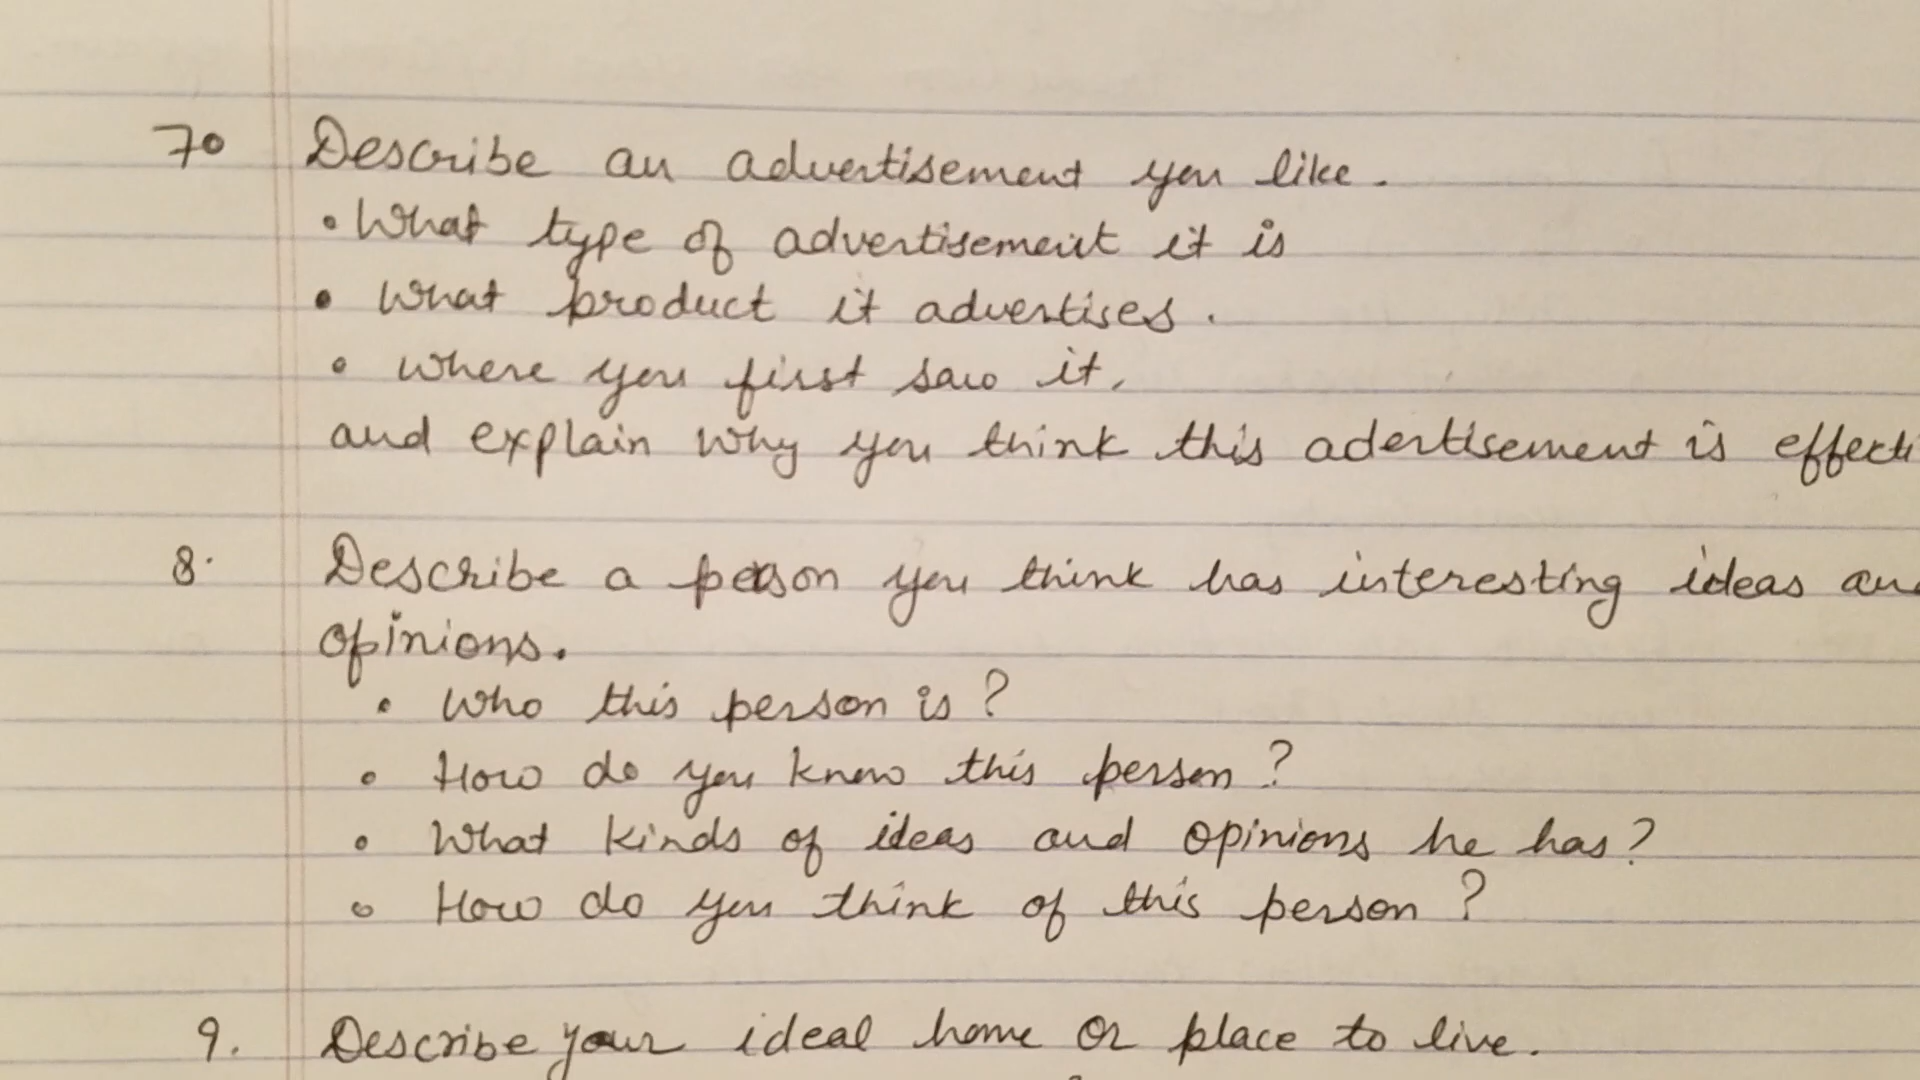 70 Describe an advertisement you like.
• What type of advertisement it is
• What product it advertises.
• where you first saw it,
and explain why you think this adertisement is effecti
8. Describe a person you think has interesting ideas and
opinions.
• Who this person is?
• How do you know this person?
• What kinds of ideas and opinions he has?
• How do you think of this person?
9. Describe your ideal home or place to live.